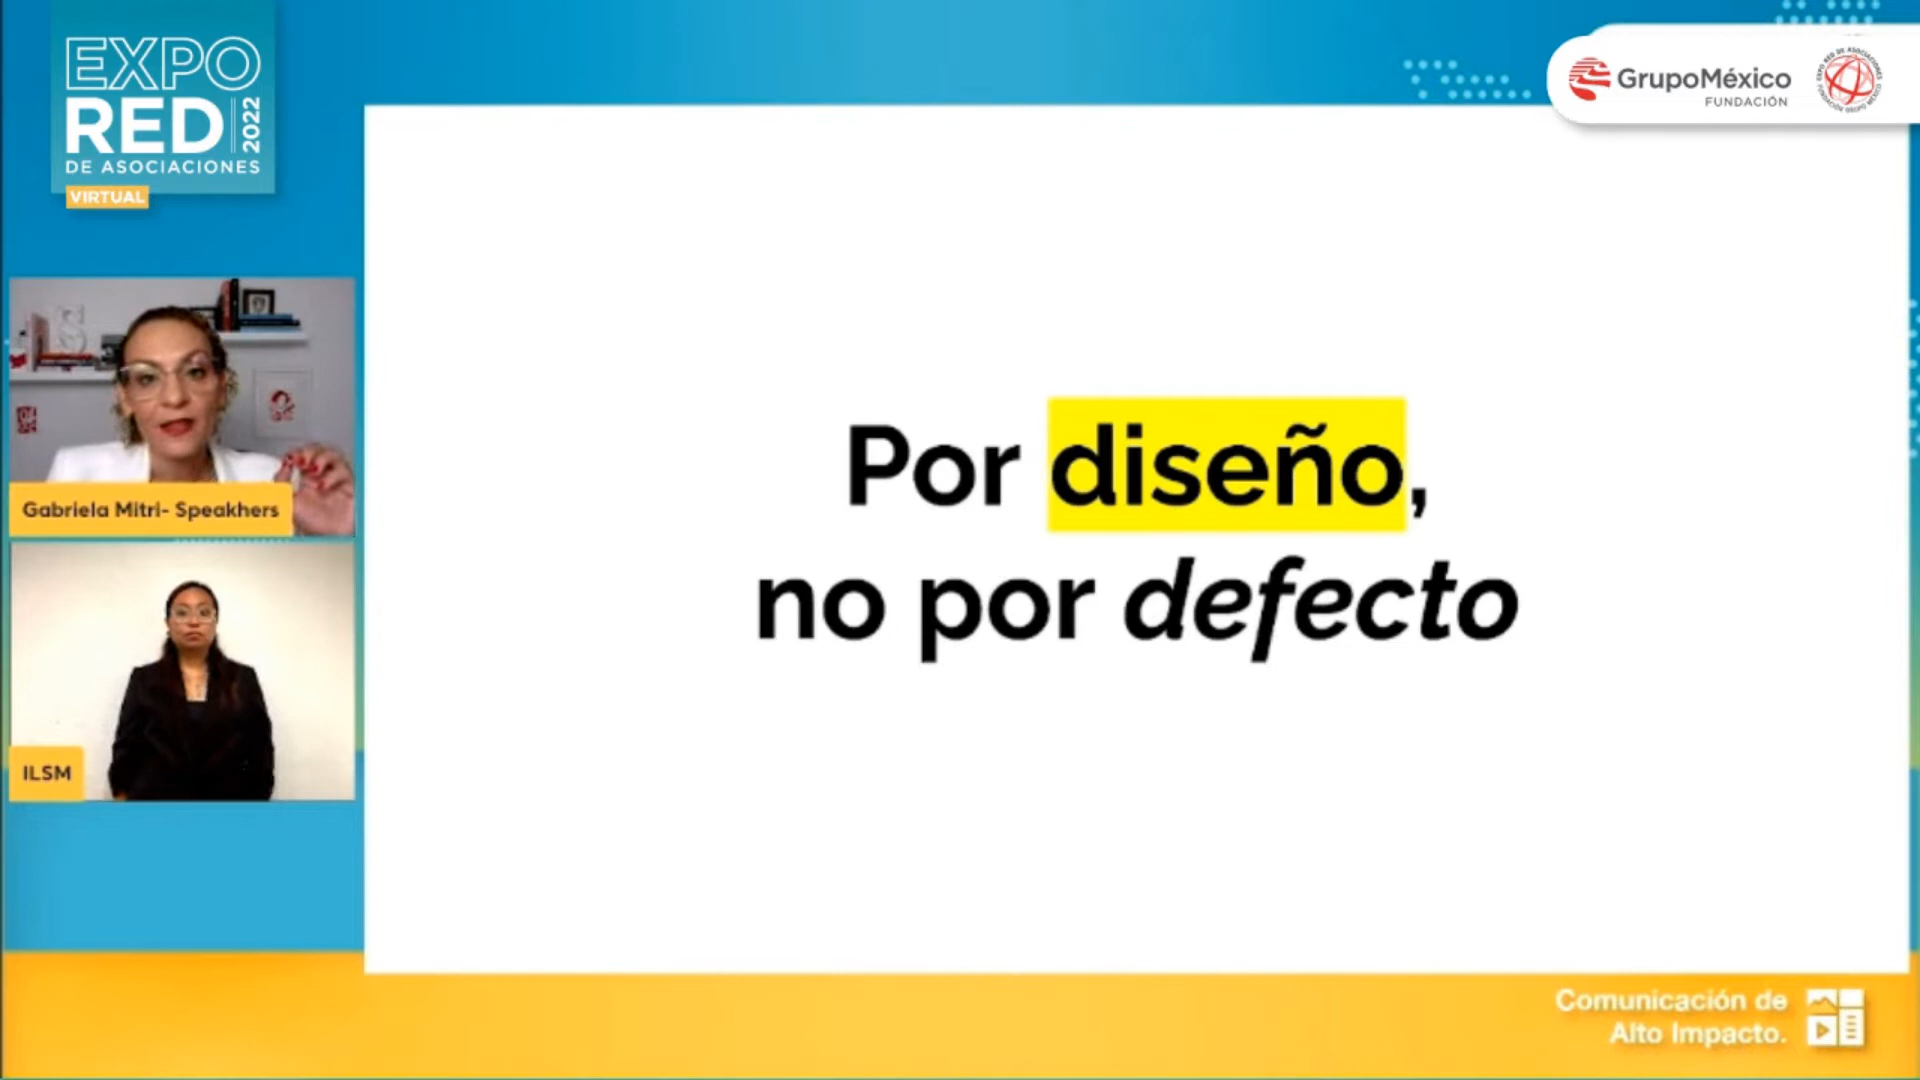 EXPO
RED 2022
DE ASOCIACIONES
VIRTUAL
GrupoMéxico
FUNDACIÓN
Por diseño,
no por defecto
Gabriela Mitri- Speakhers
ILSM
Comunicación de
Alto Impacto.